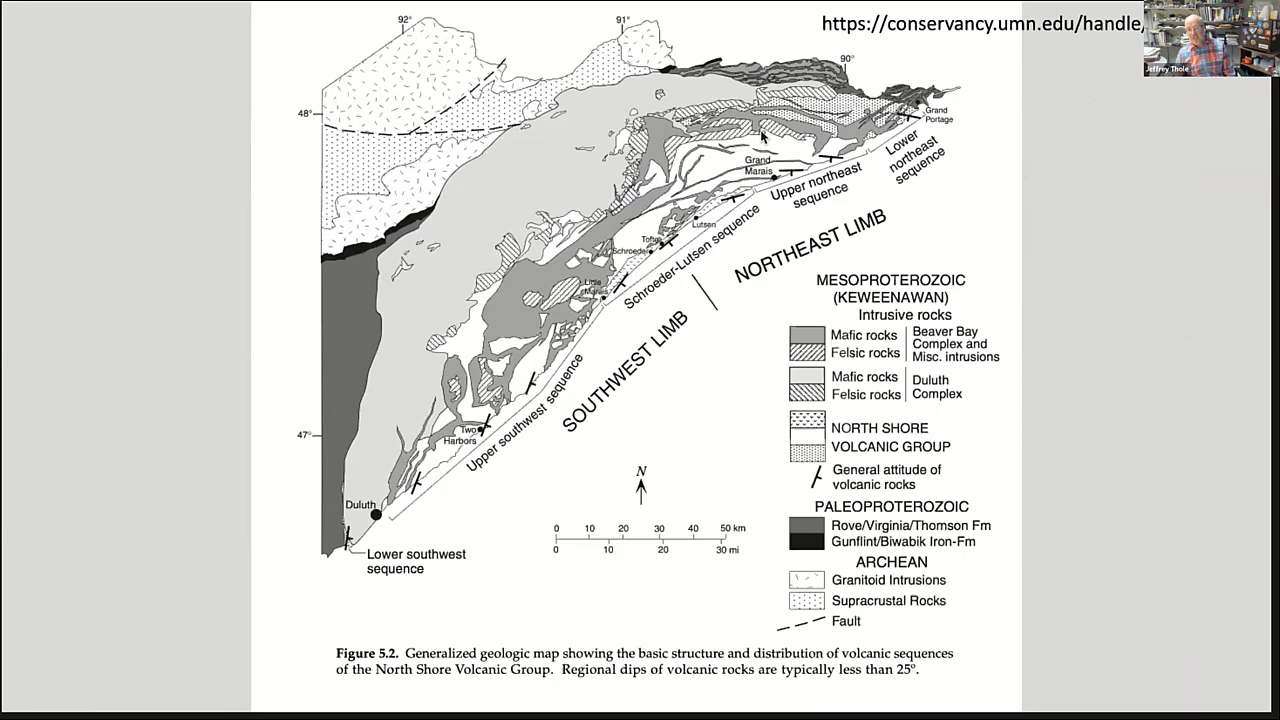 https://conservancy.umn.edu/handle/
Jeffrey Thole
92°
91°
90°
48°
47°
Grand
Portage
Lower
northeast
sequence
Grand
Marais
Upper northeast
sequence
Lutsen
Tofte
Schroeder
Schroeder-Lutsen sequence
NORTHEAST LIMB
Little
Marais
SOUTHWEST LIMB
Upper southwest sequence
Two
Harbors
Duluth
Lower southwest
sequence
N
0 10 20 30 40 50 km
0 10 20 30 mi
MESOPROTEROZOIC
(KEWEENAWAN)
Intrusive rocks
Mafic rocks
Felsic rocks
Beaver Bay
Complex and
Misc. intrusions
Mafic rocks
Felsic rocks
Duluth
Complex
NORTH SHORE
VOLCANIC GROUP
General attitude of
volcanic rocks
PALEOPROTEROZOIC
Rove/Virginia/Thomson Fm
Gunflint/Biwabik Iron-Fm
ARCHEAN
Granitoid Intrusions
Supracrustal Rocks
Fault
Figure 5.2. Generalized geologic map showing the basic structure and distribution of volcanic sequences
of the North Shore Volcanic Group. Regional dips of volcanic rocks are typically less than 25°.